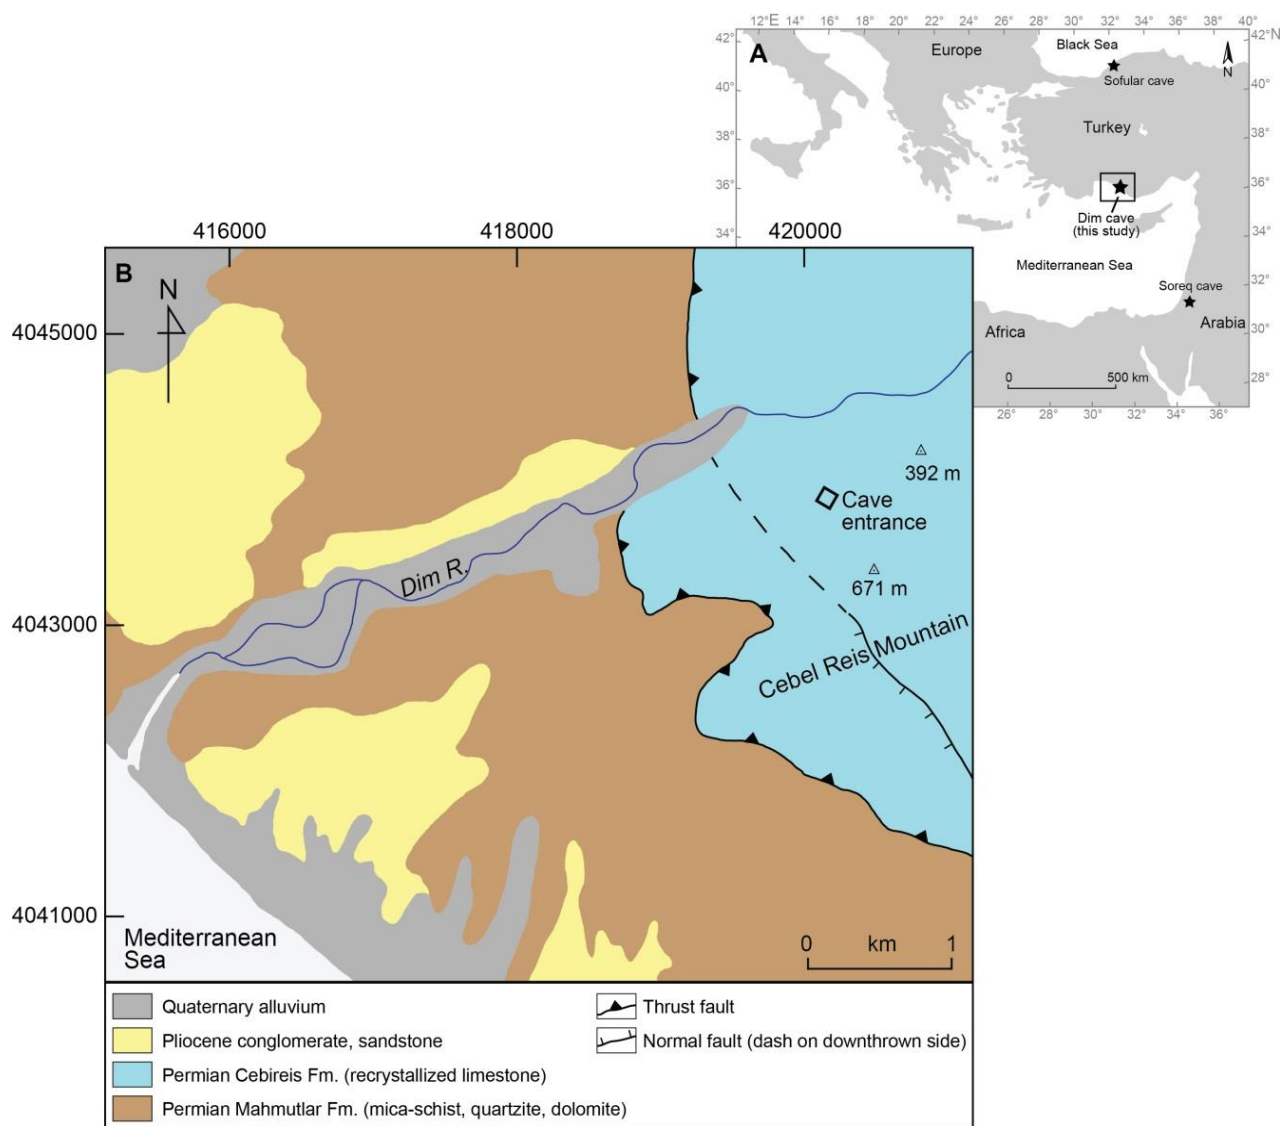 12°E 14° 16° 18° 20° 22° 24° 26° 28° 30° 32° 34° 36° 38° 40°
42°
40°
38°
36°
34°
42°N
40°
38°
36°
34°
32°
30°
28°
26° 28° 30° 32° 34° 36°
A
N
Europe
Black Sea
Sofular cave
Turkey
Dim cave
(this study)
Mediterranean Sea
Soreq cave
Africa
Arabia
0 500 km
416000 418000 420000
4045000
4043000
4041000
B
N
392 m
Cave
entrance
671 m
Dim R.
Cebel Reis Mountain
Mediterranean
Sea
0 km 1
Quaternary alluvium
Pliocene conglomerate, sandstone
Permian Cebireis Fm. (recrystallized limestone)
Permian Mahmutlar Fm. (mica-schist, quartzite, dolomite)
Thrust fault
Normal fault (dash on downthrown side)